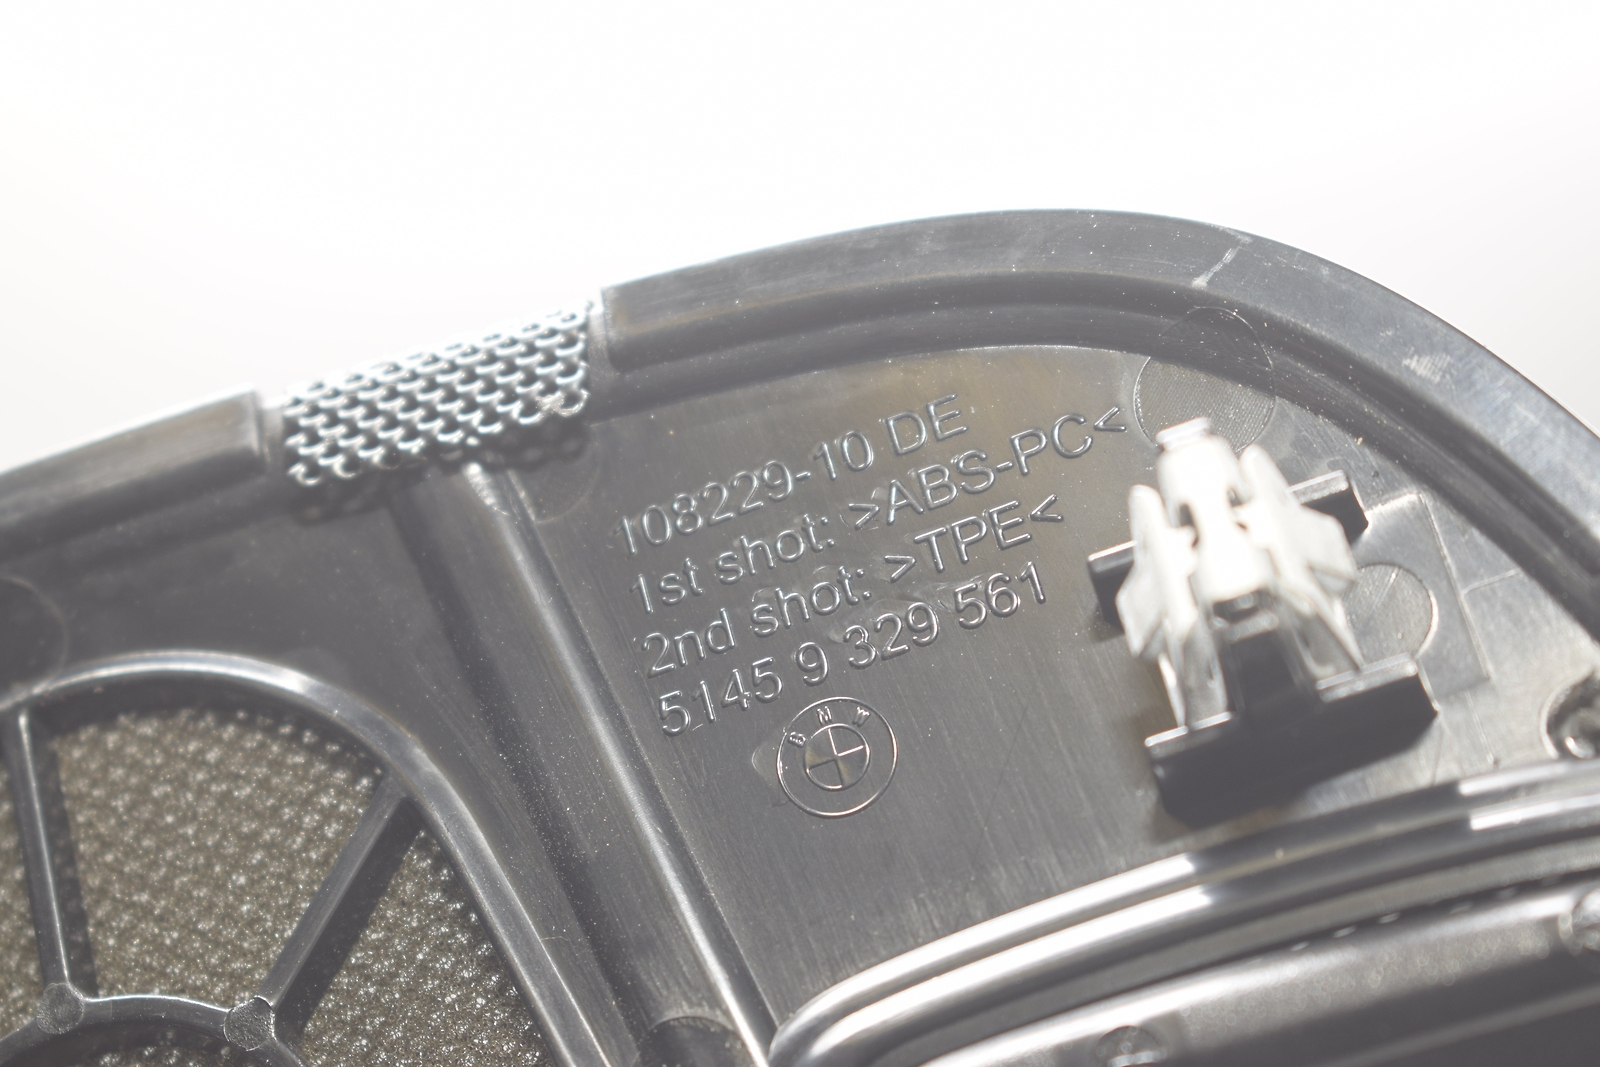 108229-10 DE
1st shot: >ABS-PC<
2nd shot: >TPE<
5145 9 329 561
BMW